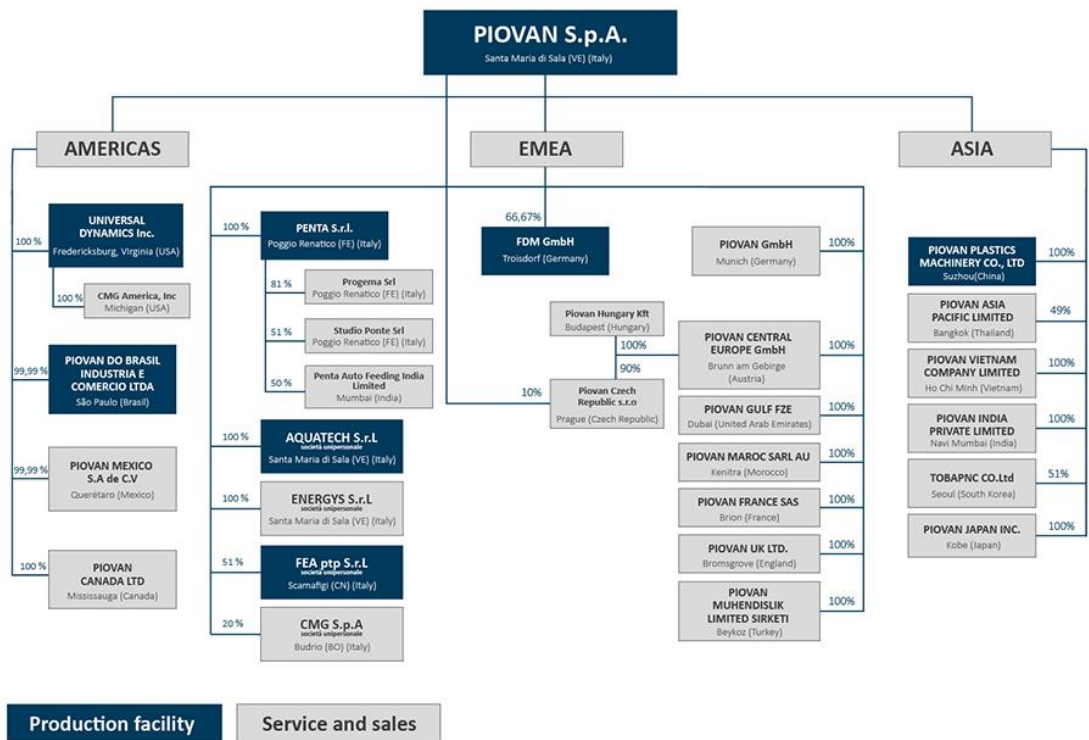 PIOVAN S.p.A.
Santa Maria di Sala (VE) (Italy)
AMERICAS
EMEA
ASIA
100 %
UNIVERSAL
DYNAMICS Inc.
Fredericksburg, Virginia (USA)
100 %
CMG America, Inc
Michigan (USA)
99,99 %
PIOVAN DO BRASIL
INDUSTRIA E
COMERCIO LTDA
São Paulo (Brasil)
99,99 %
PIOVAN MEXICO
S.A de C.V
Querétaro (Mexico)
100 %
PIOVAN
CANADA LTD
Mississauga (Canada)
100 %
PENTA S.r.l.
Poggio Renatico (FE) (Italy)
81 %
Progema Srl
Poggio Renatico (FE) (Italy)
51 %
Studio Ponte Srl
Poggio Renatico (FE) (Italy)
50 %
Penta Auto Feeding India
Limited
Mumbai (India)
100 %
AQUATECH S.r.L
società unipersonale
Santa Maria di Sala (VE) (Italy)
100 %
ENERGYS S.r.L
società unipersonale
Santa Maria di Sala (VE) (Italy)
51 %
FEA ptp S.r.L
società unipersonale
Scarnafigi (CN) (Italy)
20 %
CMG S.p.A
società unipersonale
Budrio (BO) (Italy)
66,67%
FDM GmbH
Troisdorf (Germany)
Piovan Hungary Kft
Budapest (Hungary)
100%
90%
10%
Piovan Czech
Republic s.r.o
Prague (Czech Republic)
PIOVAN GmbH
Munich (Germany)
100%
PIOVAN CENTRAL
EUROPE GmbH
Brunn am Gebirge
(Austria)
100%
PIOVAN GULF FZE
Dubai (United Arab Emirates)
100%
PIOVAN MAROC SARL AU
Kenitra (Morocco)
100%
PIOVAN FRANCE SAS
Brion (France)
100%
PIOVAN UK LTD.
Bromsgrove (England)
100%
PIOVAN
MUHENDISLIK
LIMITED SIRKETI
Beykoz (Turkey)
100%
PIOVAN PLASTICS
MACHINERY CO., LTD
Suzhou(China)
100%
PIOVAN ASIA
PACIFIC LIMITED
Bangkok (Thailand)
49%
PIOVAN VIETNAM
COMPANY LIMITED
Ho Chi Minh (Vietnam)
100%
PIOVAN INDIA
PRIVATE LIMITED
Navi Mumbai (India)
100%
TOBAPNC CO.Ltd
Seoul (South Korea)
51%
PIOVAN JAPAN INC.
Kobe (Japan)
100%
Production facility
Service and sales